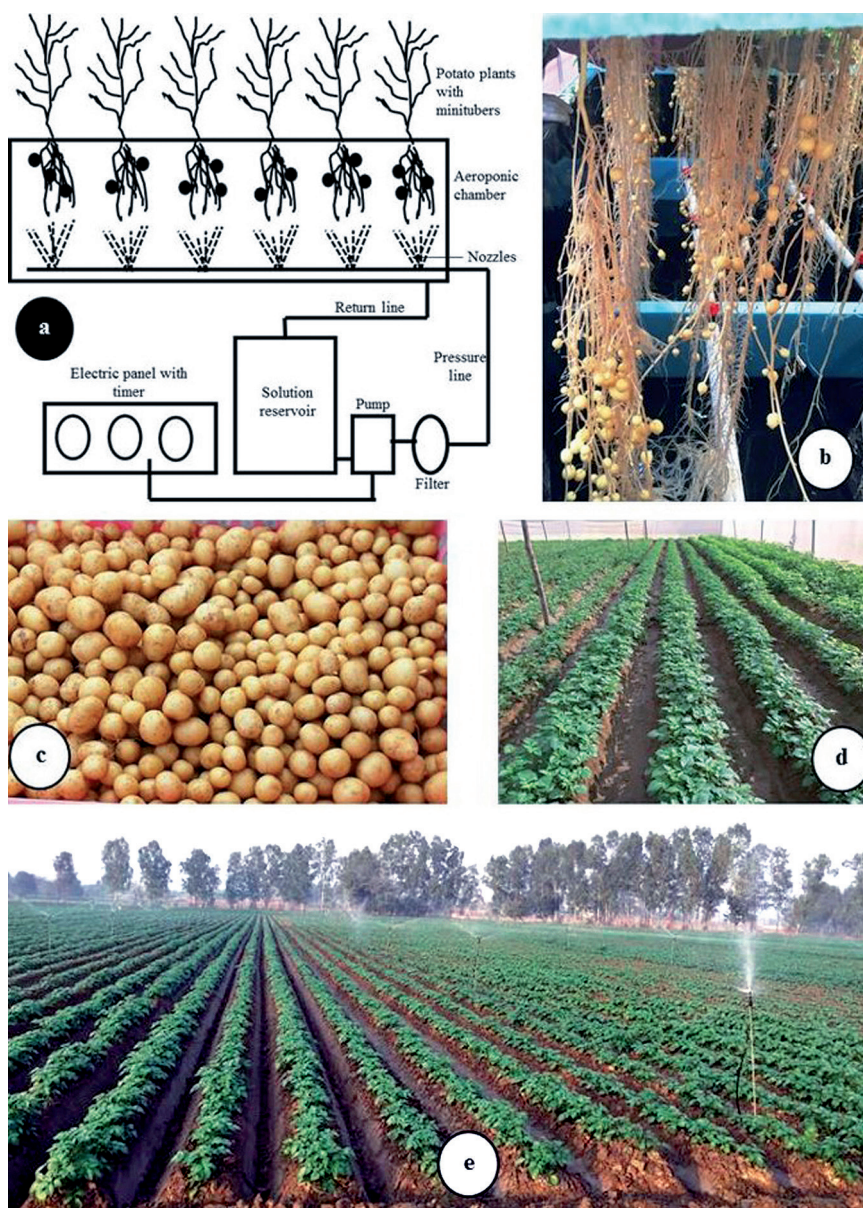 Potato plants
with
minitubers
Aeroponic
chamber
Nozzles
a
Return line
Pressure
line
Electric panel with
timer
Solution
reservoir
Pump
Filter
b
c
d
e